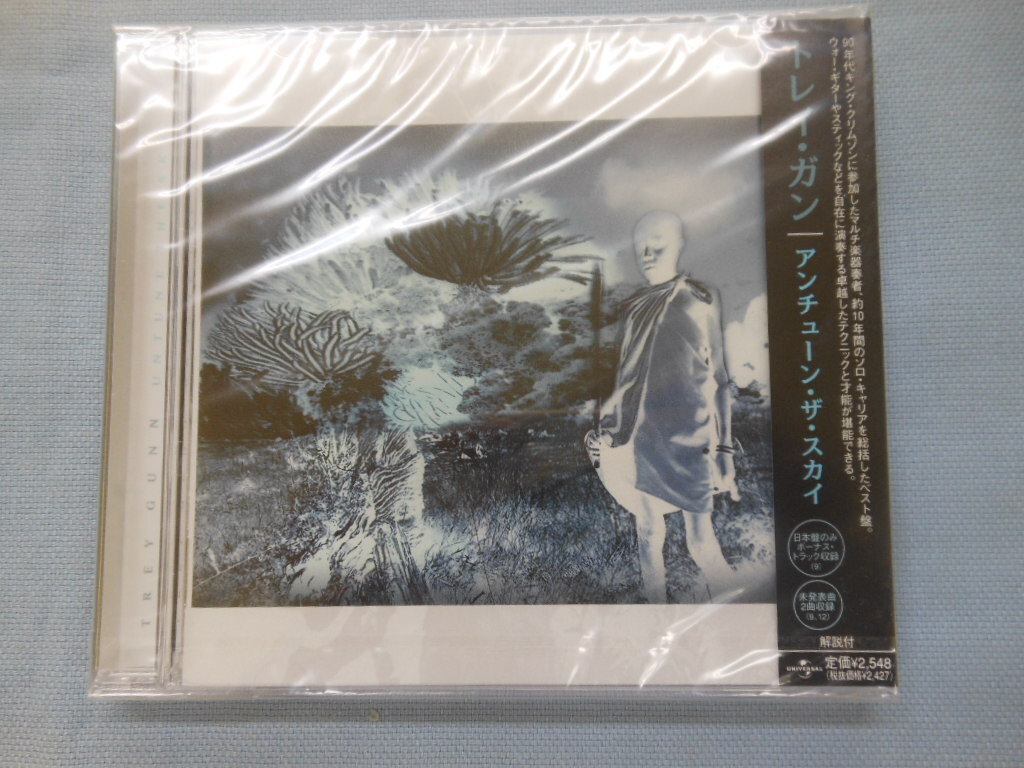 TREY GUNN UNTUNE THE SKY
90年代キング・クリムゾンに参加したマルチ楽器奏者、約10年間のソロ・キャリアを総括したベスト盤。
ウォー・ギターやスティックなどを自在に演奏する卓越したテクニックと才能が堪能できる。
トレー・ガン│アンチューン・ザ・スカイ
日本盤のみ
ボーナス・
トラック収録
(9)
未発表曲
2曲収録
(9、12)
解説付
UNIVERSAL
定価¥2,548
(税抜価格¥2,427)